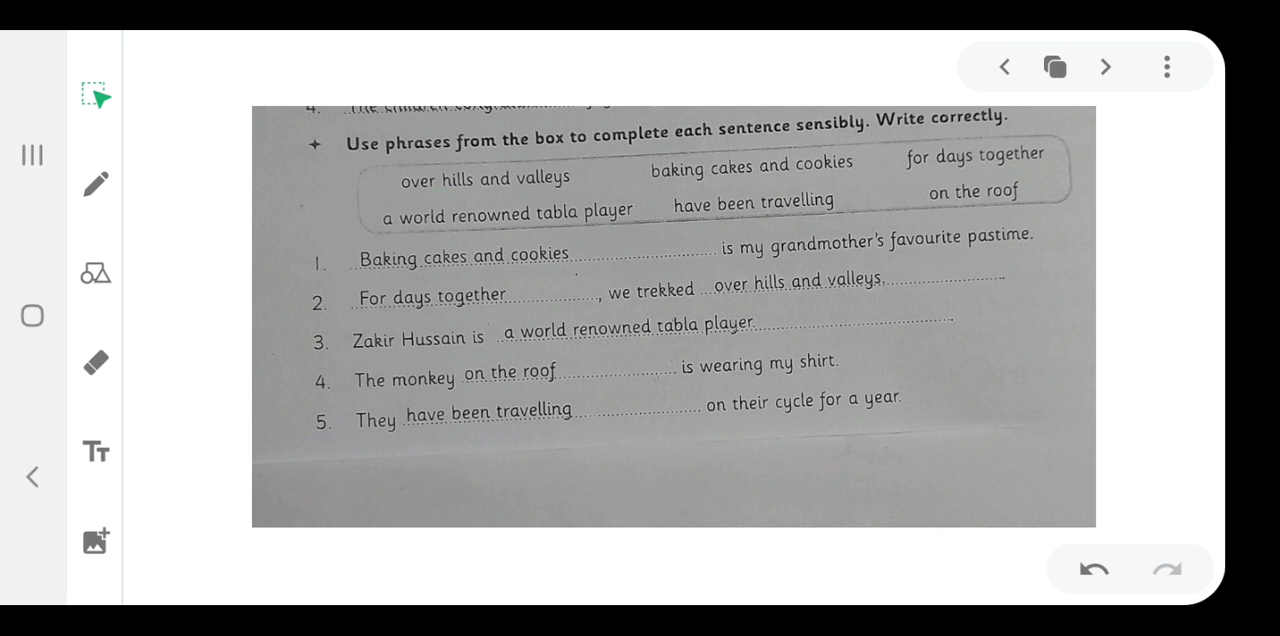 4.
✦ Use phrases from the box to complete each sentence sensibly. Write correctly.
over hills and valleys baking cakes and cookies for days together
a world renowned tabla player have been travelling on the roof
1. Baking cakes and cookies is my grandmother's favourite pastime.
2. For days together, we trekked over hills and valleys.
3. Zakir Hussain is a world renowned tabla player.
4. The monkey on the roof is wearing my shirt.
5. They have been travelling on their cycle for a year.
TT